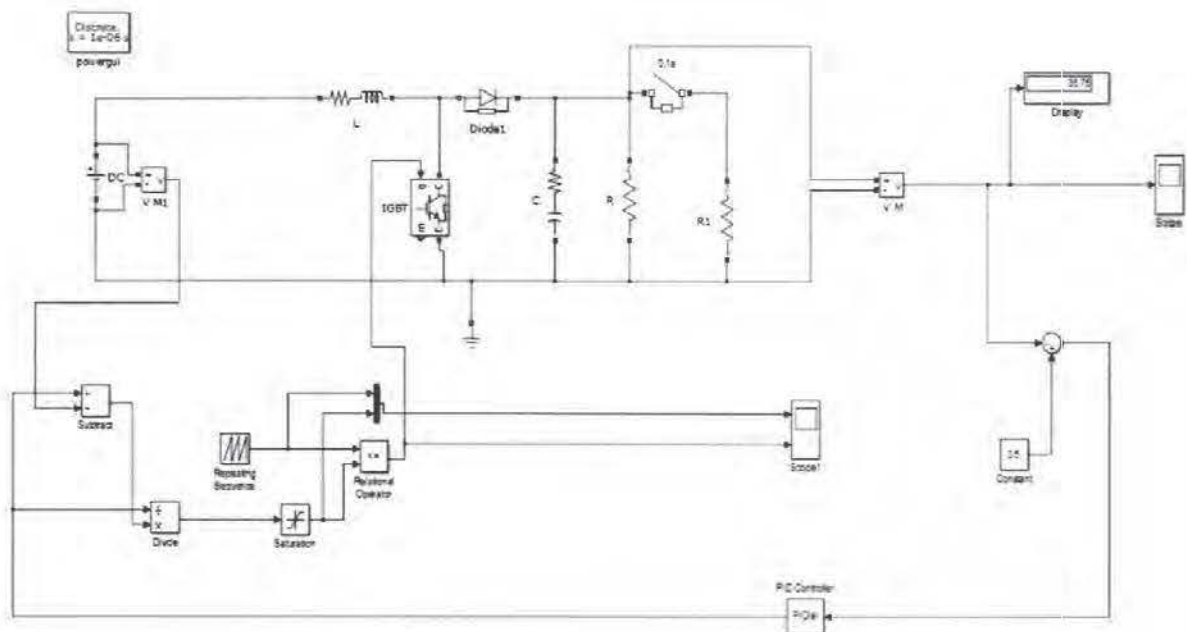 Discrete,
s = 1e-06 s
powergui
0.1s
Display
L
Diode1
DC
v
V M1
IGBT
C
R
R1
v
V M
Scope
Subtract
Repeating
Sequence
<=
Relational
Operator
Scope1
Constant
÷
×
Divide
Saturation
PID Controller
PID(s)